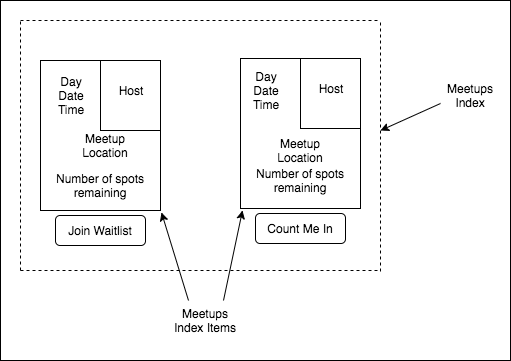 Day
Date
Time
Host
Meetup
Location
Number of spots
remaining
Join Waitlist
Day
Date
Time
Host
Meetup
Location
Number of spots
remaining
Count Me In
Meetups
Index
Meetups
Index Items